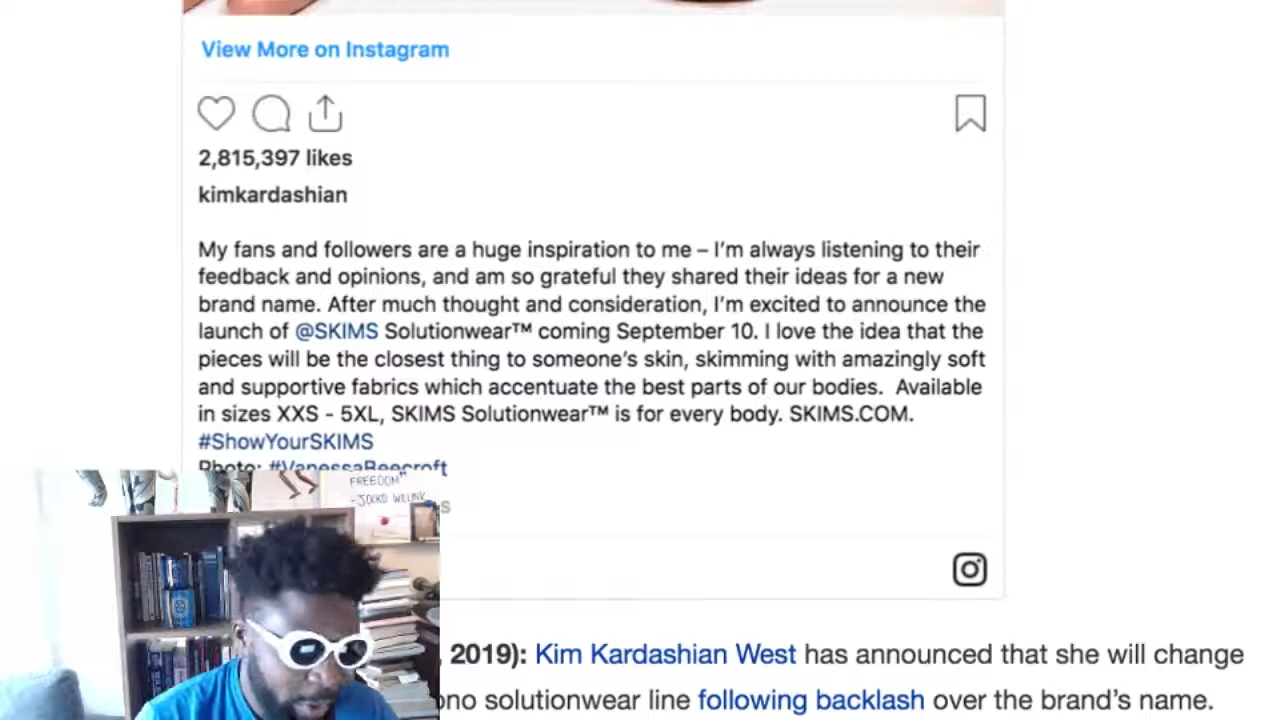 View More on Instagram
2,815,397 likes
kimkardashian
My fans and followers are a huge inspiration to me – I'm always listening to their
feedback and opinions, and am so grateful they shared their ideas for a new
brand name. After much thought and consideration, I'm excited to announce the
launch of @SKIMS Solutionwear™ coming September 10. I love the idea that the
pieces will be the closest thing to someone's skin, skimming with amazingly soft
and supportive fabrics which accentuate the best parts of our bodies.  Available
in sizes XXS - 5XL, SKIMS Solutionwear™ is for every body. SKIMS.COM.
#ShowYourSKIMS
Photo: #VanessaBeecroft
FREEDOM"
-JOCKO WILLINK
2019): Kim Kardashian West has announced that she will change
solutionwear line following backlash over the brand's name.